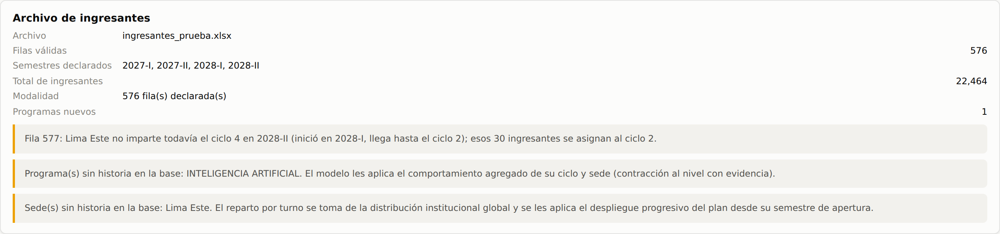 Archivo de ingresantes
Archivo ingresantes_prueba.xlsx
Filas válidas 576
Semestres declarados 2027-I, 2027-II, 2028-I, 2028-II
Total de ingresantes 22,464
Modalidad 576 fila(s) declarada(s)
Programas nuevos 1
Fila 577: Lima Este no imparte todavía el ciclo 4 en 2028-II (inició en 2028-I, llega hasta el ciclo 2); esos 30 ingresantes se asignan al ciclo 2.
Programa(s) sin historia en la base: INTELIGENCIA ARTIFICIAL. El modelo les aplica el comportamiento agregado de su ciclo y sede (contracción al nivel con evidencia).
Sede(s) sin historia en la base: Lima Este. El reparto por turno se toma de la distribución institucional global y se les aplica el despliegue progresivo del plan desde su semestre de apertura.